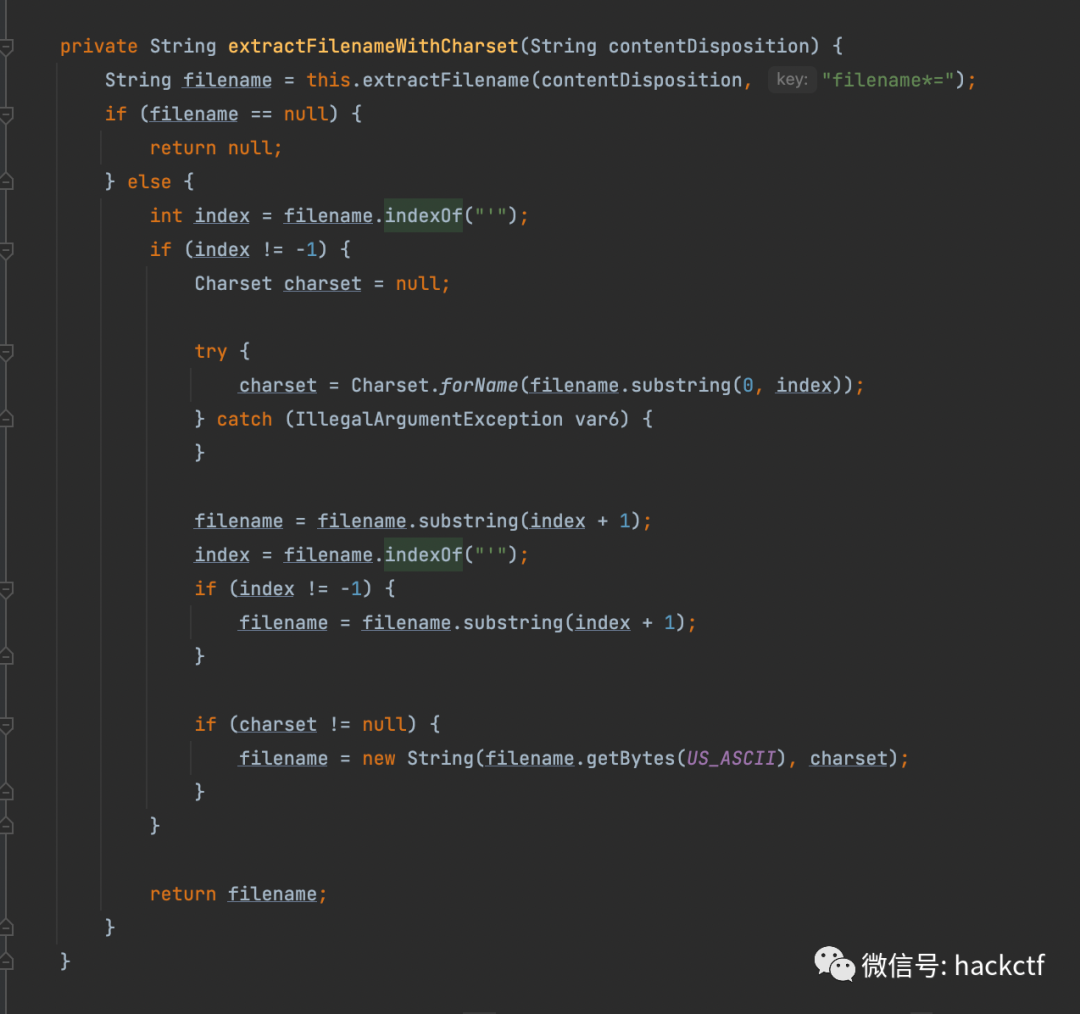 private String extractFilenameWithCharset(String contentDisposition) {
    String filename = this.extractFilename(contentDisposition, key: "filename*=");
    if (filename == null) {
        return null;
    } else {
        int index = filename.indexOf("'");
        if (index != -1) {
            Charset charset = null;

            try {
                charset = Charset.forName(filename.substring(0, index));
            } catch (IllegalArgumentException var6) {
            }

            filename = filename.substring(index + 1);
            index = filename.indexOf("'");
            if (index != -1) {
                filename = filename.substring(index + 1);
            }

            if (charset != null) {
                filename = new String(filename.getBytes(US_ASCII), charset);
            }
        }

        return filename;
    }
}
微信号: hackctf